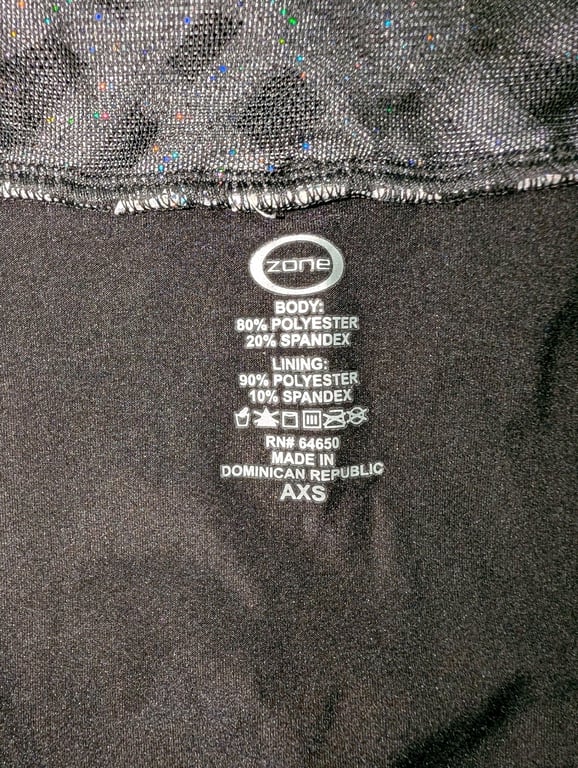 zone
BODY:
80% POLYESTER
20% SPANDEX
LINING:
90% POLYESTER
10% SPANDEX
RN# 64650
MADE IN
DOMINICAN REPUBLIC
AXS